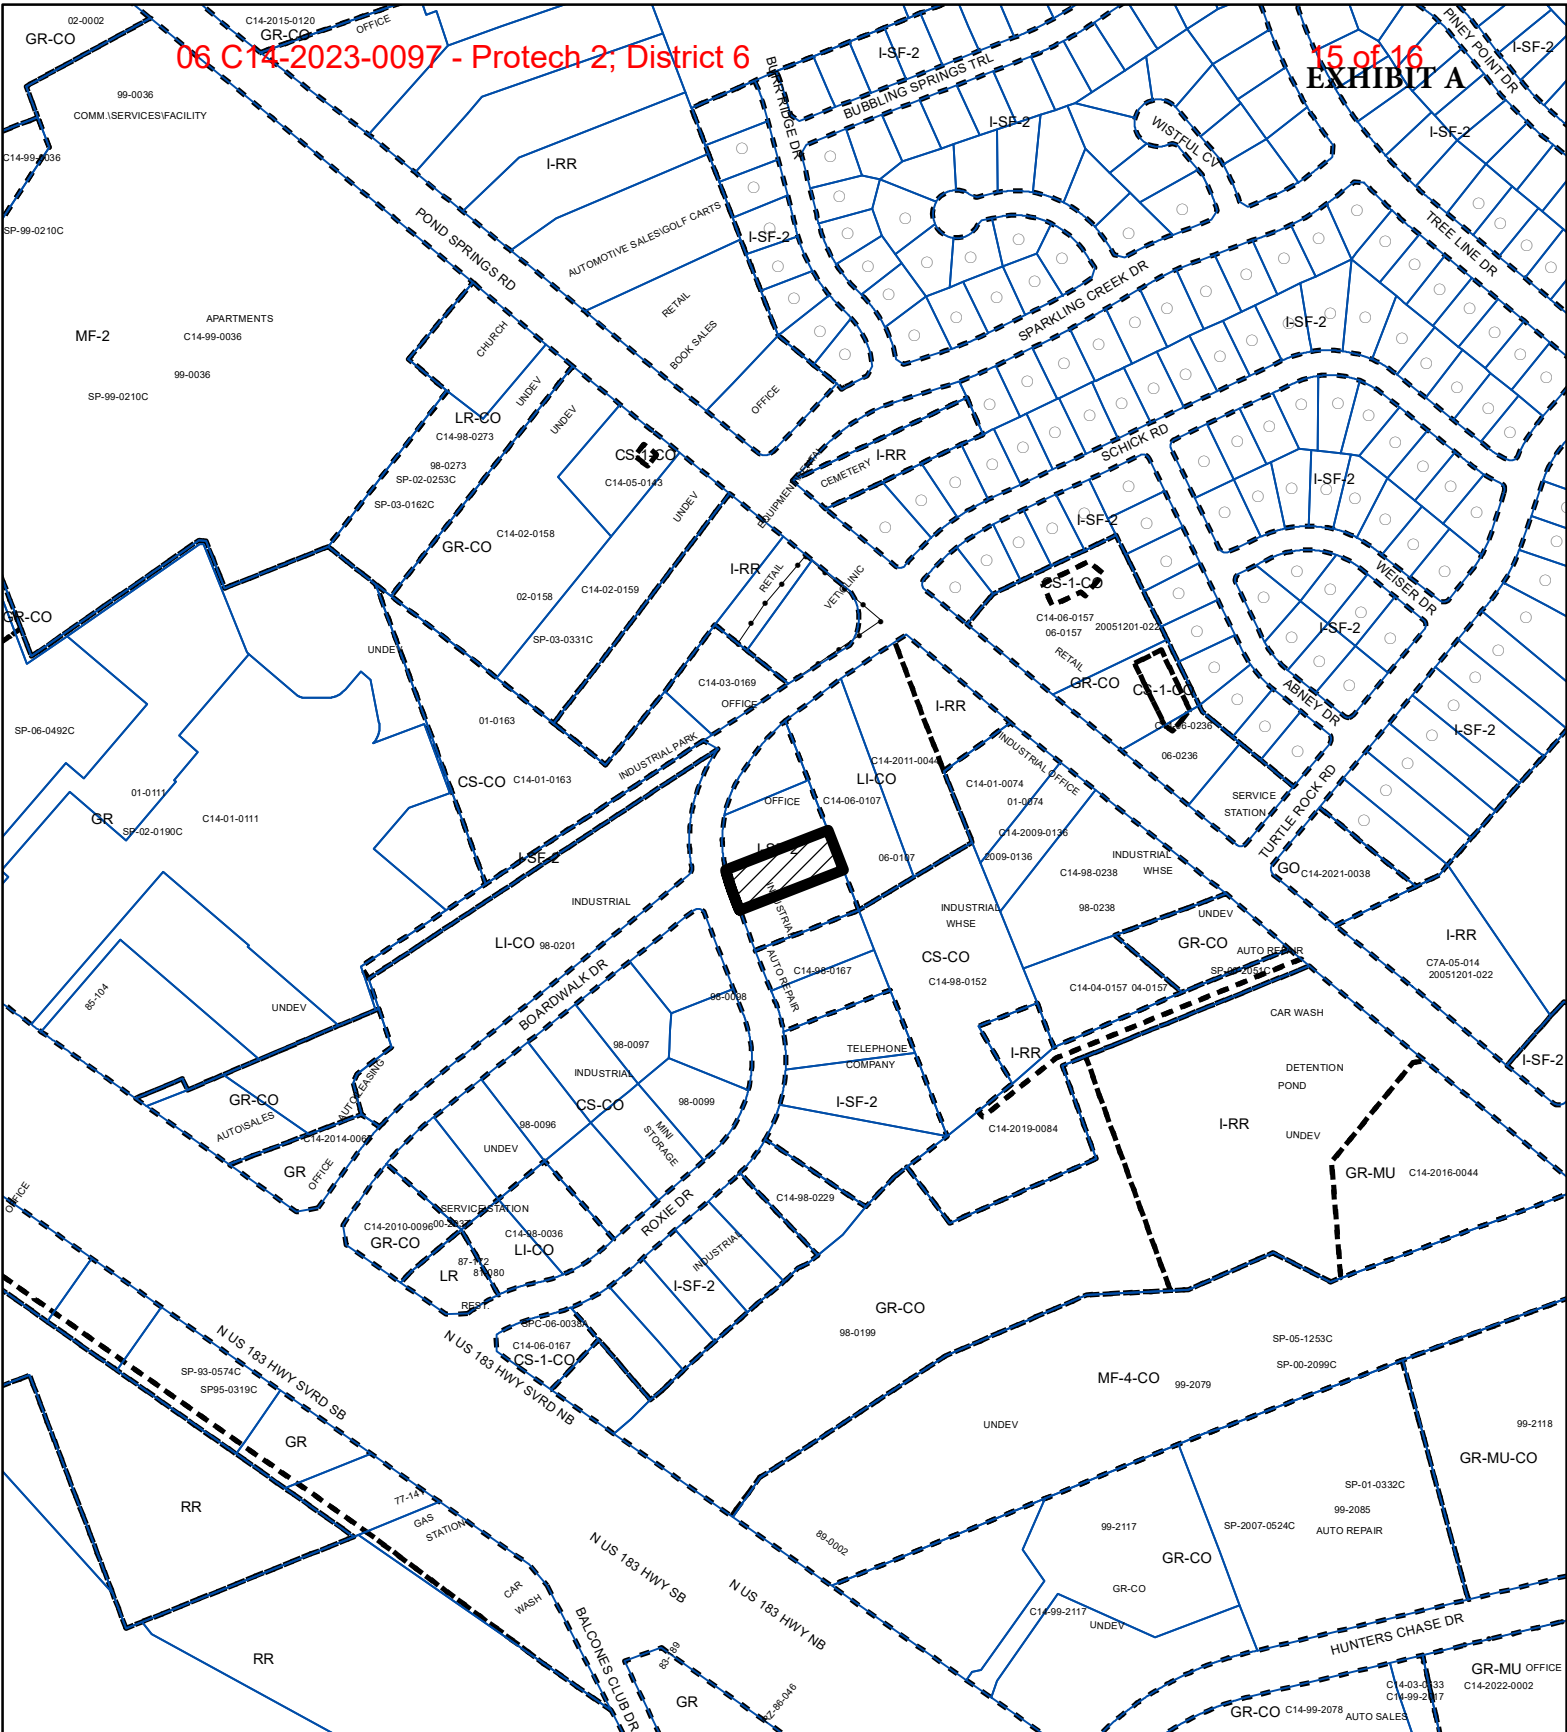 06 C14-2023-0097 - Protech 2; District 6
15 of 16
EXHIBIT A
02-0002
GR-CO
C14-2015-0120
GR-CO
OFFICE
99-0036
COMM.\SERVICES\FACILITY
C14-99-0036
SP-99-0210C
I-RR
POND SPRINGS RD
AUTOMOTIVE SALES\GOLF CARTS
RETAIL
BOOK SALES
OFFICE
BURR RIDGE DR
I-SF-2
BUBBLING SPRINGS TRL
I-SF-2
I-SF-2
WISTFUL CV
PINEY POINT DR
I-SF-2
I-SF-2
TREE LINE DR
SPARKLING CREEK DR
I-SF-2
MF-2
APARTMENTS
C14-99-0036
99-0036
SP-99-0210C
CHURCH
UNDEV
UNDEV
LR-CO
C14-98-0273
98-0273
SP-02-0253C
SP-03-0162C
CS-1-CO
C14-05-0143
UNDEV
EQUIPMENT RENTAL
CEMETERY
I-RR
SCHICK RD
I-SF-2
I-SF-2
WEISER DR
I-SF-2
GR-CO
C14-02-0158
02-0158
C14-02-0159
SP-03-0331C
I-RR
RETAIL
VET\CLINIC
CS-1-CO
C14-06-0157
06-0157
20051201-022
RETAIL
GR-CO
CS-1-CO
C14-06-0236
06-0236
ABNEY DR
I-SF-2
GR-CO
UNDEV
C14-03-0169
OFFICE
01-0163
CS-CO
C14-01-0163
INDUSTRIAL PARK
I-RR
INDUSTRIAL OFFICE
SP-06-0492C
01-0111
GR
SP-02-0190C
C14-01-0111
I-SF-2
OFFICE
I-SF-2
C14-2011-0044
LI-CO
C14-06-0107
06-0107
C14-01-0074
01-0074
C14-2009-0136
2009-0136
SERVICE
STATION
TURTLE ROCK RD
INDUSTRIAL
WHSE
C14-98-0238
98-0238
GO
C14-2021-0038
INDUSTRIAL
LI-CO
98-0201
INDUSTRIAL
INDUSTRIAL
WHSE
UNDEV
GR-CO
AUTO REPAIR
I-RR
C7A-05-014
20051201-022
BOARDWALK DR
AUTO REPAIR
C14-98-0167
CS-CO
C14-98-0152
C14-04-0157
04-0157
85-104
UNDEV
98-0098
98-0097
INDUSTRIAL
CS-CO
98-0099
98-0096
UNDEV
MINI
STORAGE
TELEPHONE
COMPANY
I-SF-2
I-RR
CAR WASH
DETENTION
POND
I-RR
UNDEV
I-SF-2
GR-CO
AUTO\SALES
AUTO LEASING
GR
OFFICE
OFFICE
C14-2019-0084
GR-MU
C14-2016-0044
C14-98-0229
ROXIE DR
SERVICE STATION
C14-2010-0096
GR-CO
C14-98-0036
LI-CO
LR
REST.
INDUSTRIAL
I-SF-2
C14-06-0167
CS-1-CO
GR-CO
98-0199
N US 183 HWY SVRD SB
N US 183 HWY SVRD NB
SP-93-0574C
SP95-0319C
GR
RR
GAS
STATION
CAR
WASH
SP-05-1253C
SP-00-2099C
MF-4-CO
99-2079
UNDEV
99-2118
GR-MU-CO
SP-01-0332C
99-2085
AUTO REPAIR
SP-2007-0524C
99-2117
GR-CO
GR-CO
C14-99-2117
UNDEV
89-0002
N US 183 HWY SB
N US 183 HWY NB
BALCONES CLUB DR
RR
GR
HUNTERS CHASE DR
GR-MU
OFFICE
C14-2022-0002
GR-CO
C14-99-2078
AUTO SALES